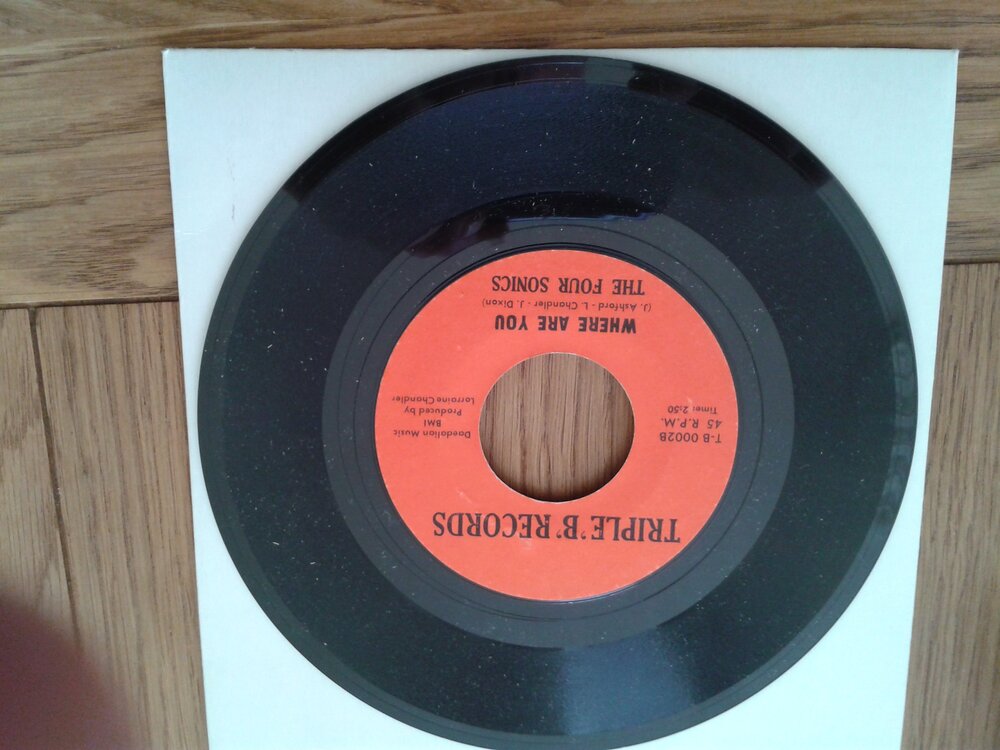 TRIPLE 'B' RECORDS
T-B 0002B
45 R.P.M.
Time: 2:50
Daedalian Music
BMI
Produced by
Lorraine Chandler
WHERE ARE YOU
(J. Ashford - L. Chandler - J. Dixon)
THE FOUR SONICS